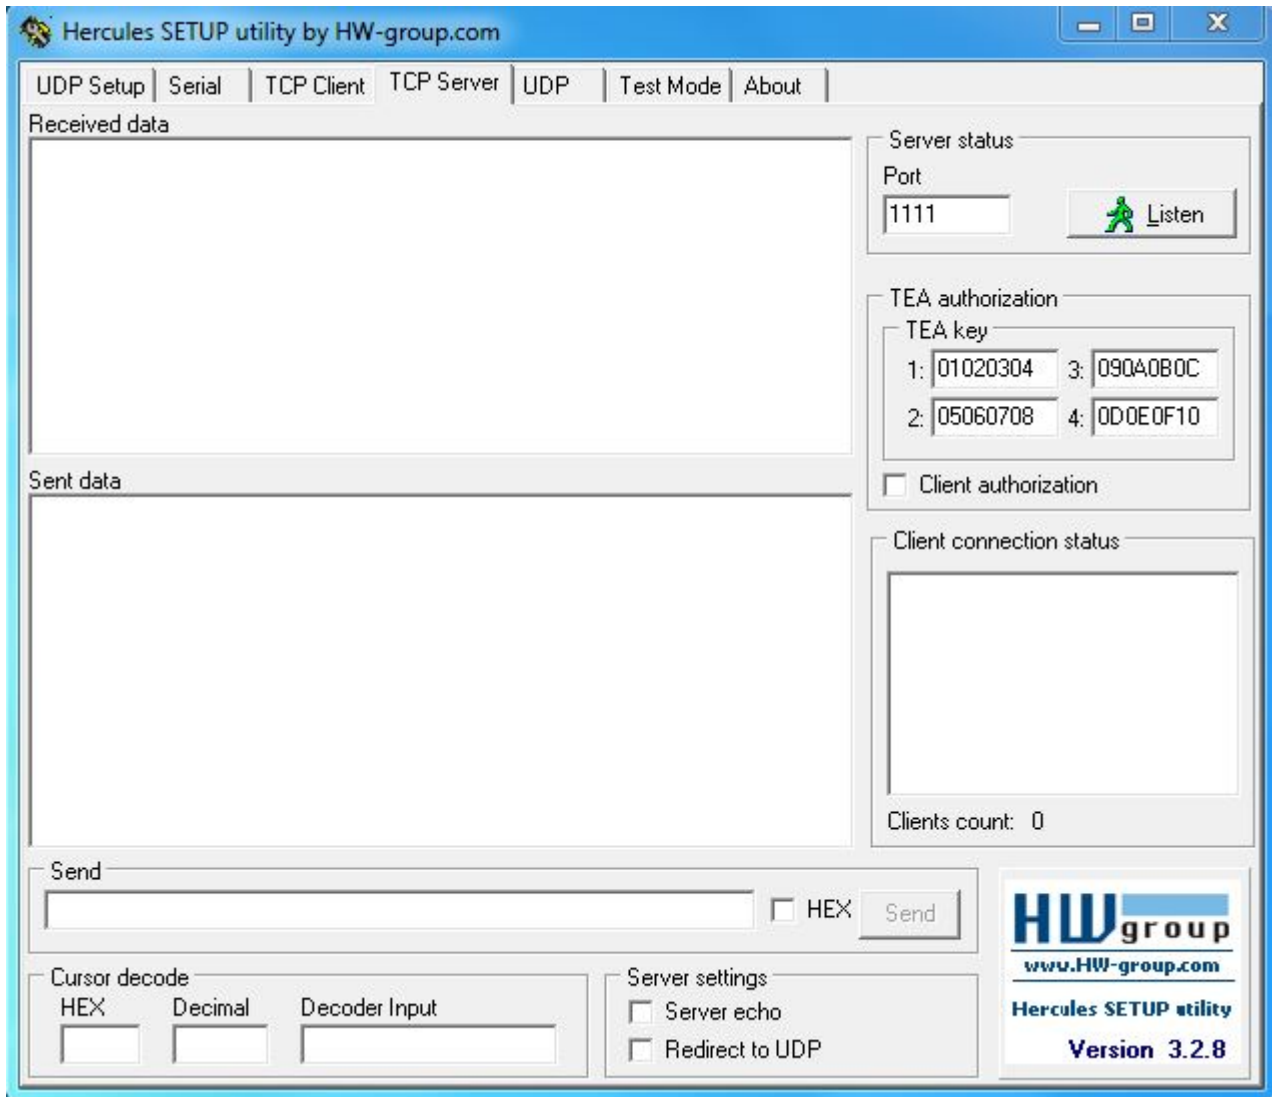 Hercules SETUP utility by HW-group.com
UDP Setup Serial TCP Client TCP Server UDP Test Mode About
Received data
Server status
Port
1111 Listen
TEA authorization
TEA key
1: 01020304 3: 090A0B0C
2: 05060708 4: 0D0E0F10
Client authorization
Sent data
Client connection status
Clients count: 0
Send
HEX Send
Cursor decode
HEX Decimal Decoder Input
Server settings
Server echo
Redirect to UDP
HWgroup
www.HW-group.com
Hercules SETUP utility
Version 3.2.8